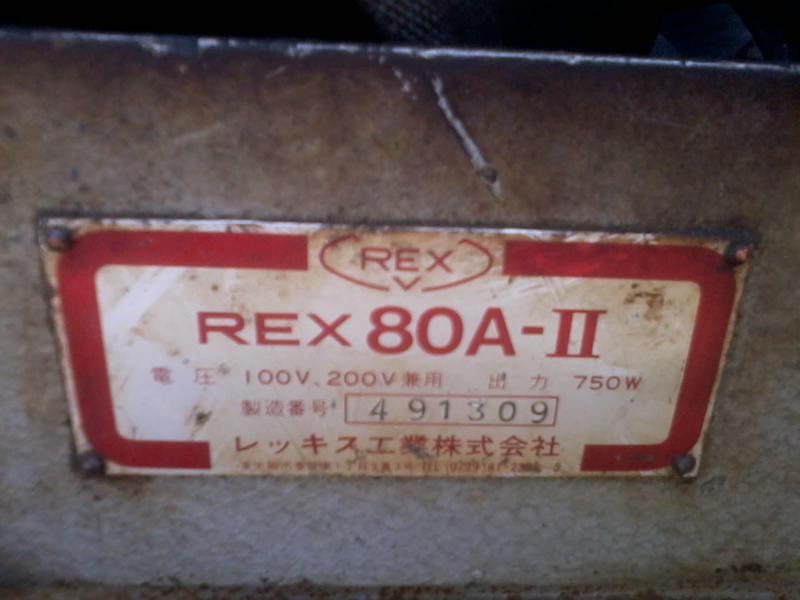 REX
REX 80A-II
電圧 100V、200V兼用 出力 750W
製造番号 491309
レッキス工業株式会社